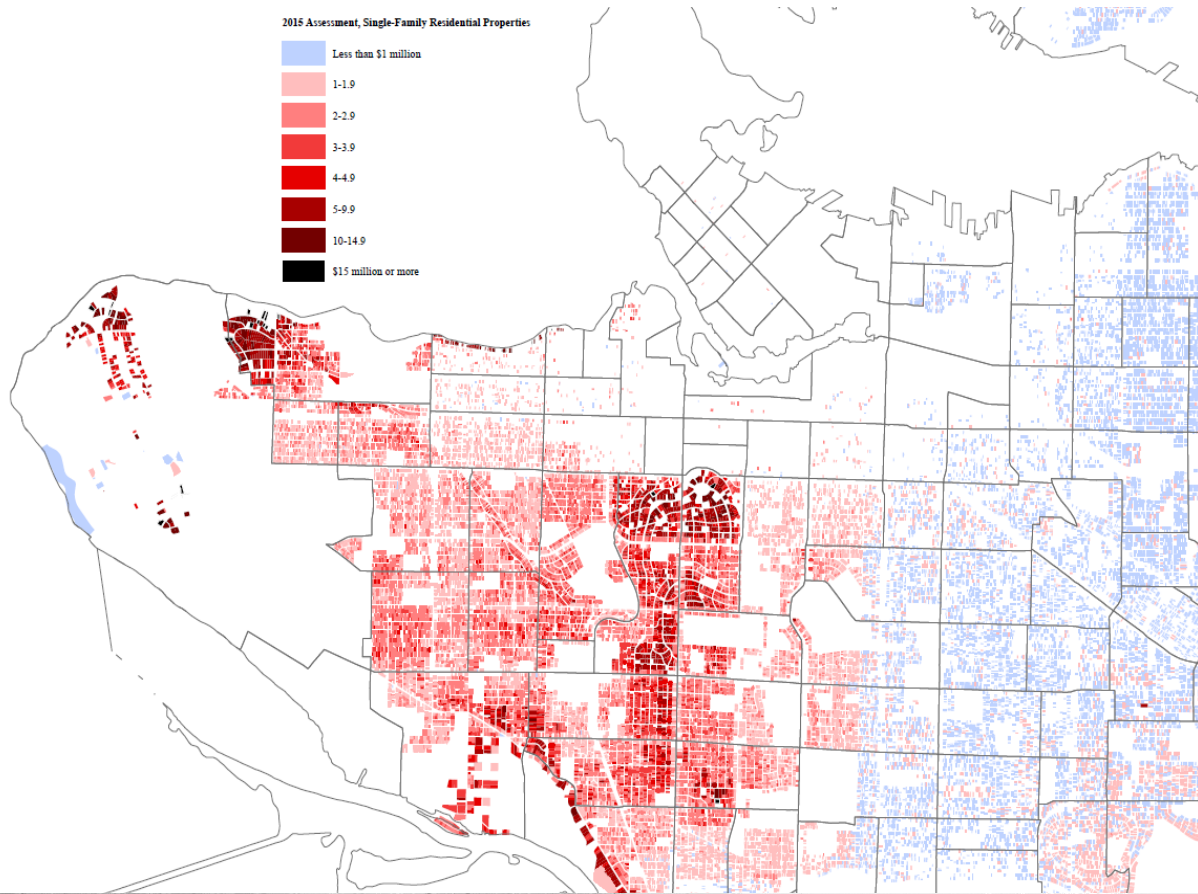 2015 Assessment, Single-Family Residential Properties
Less than $1 million
1-1.9
2-2.9
3-3.9
4-4.9
5-9.9
10-14.9
$15 million or more